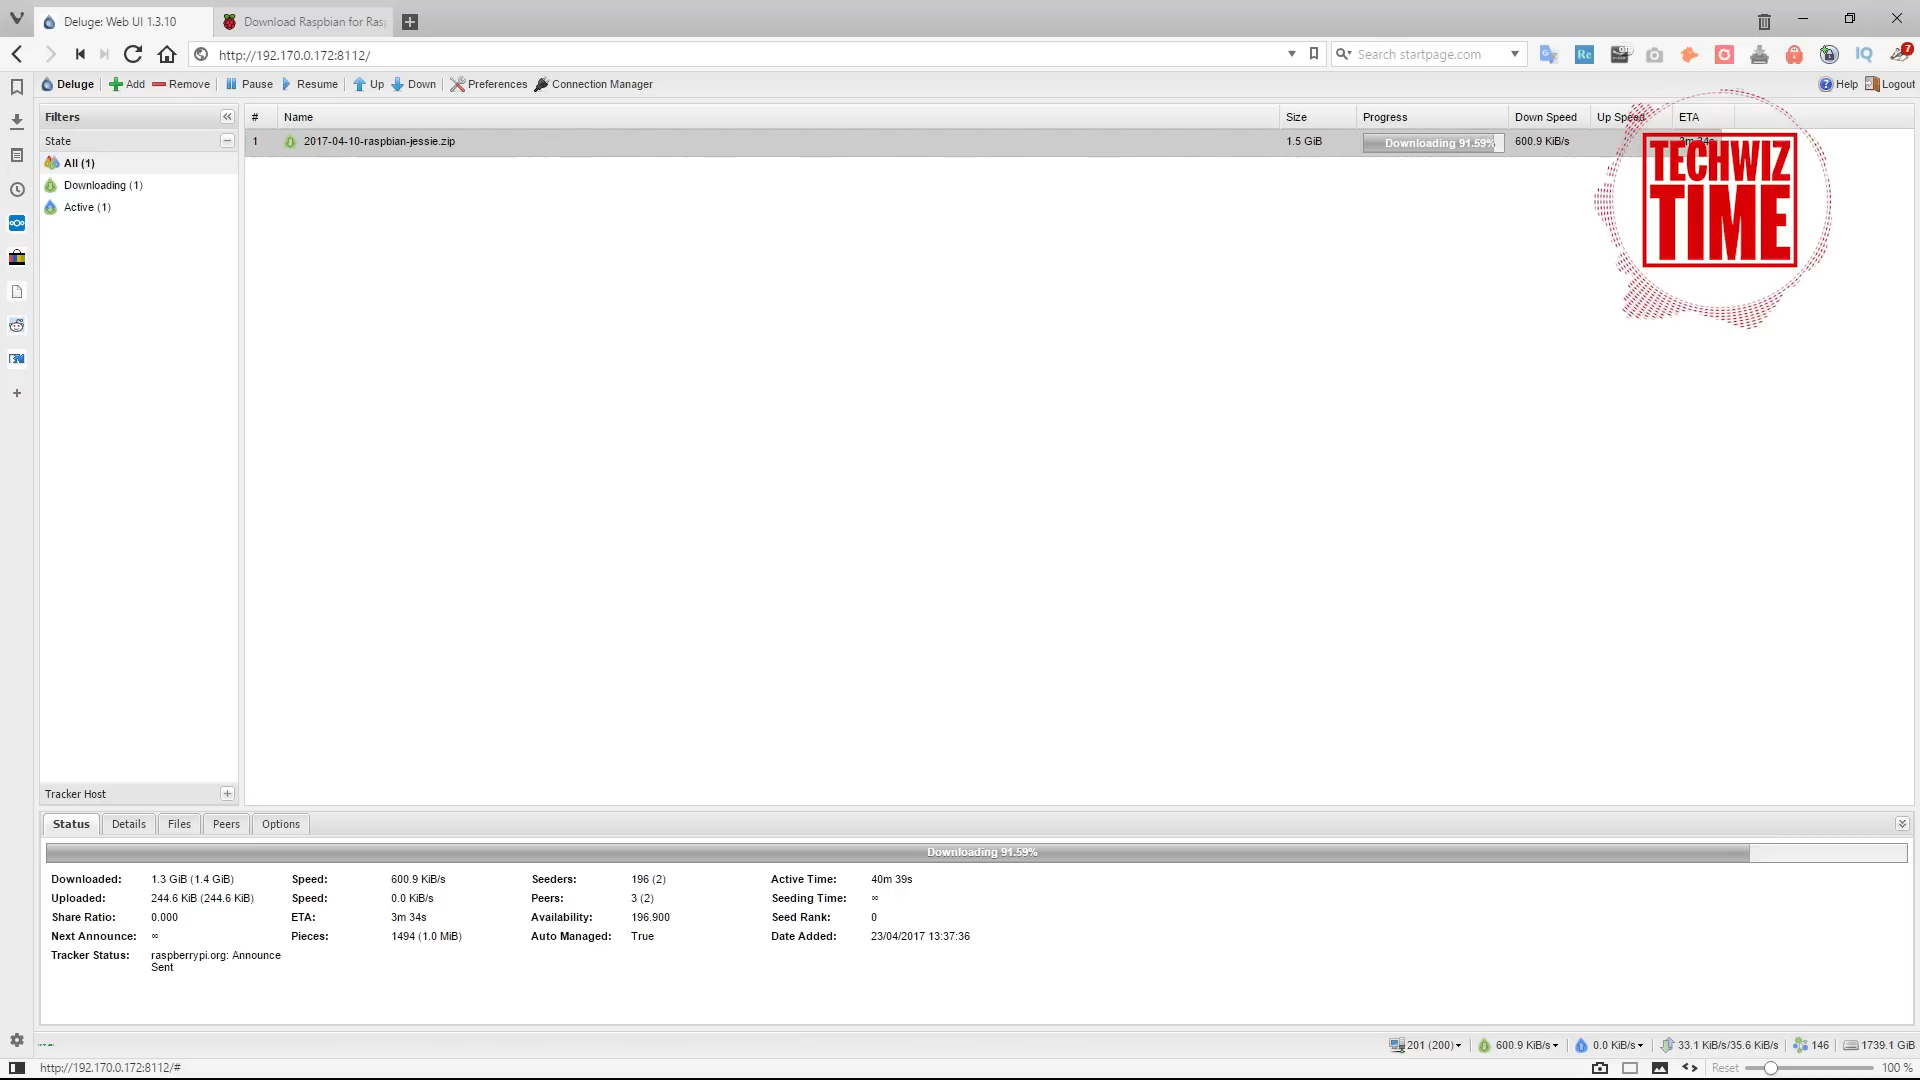 Deluge: Web UI 1.3.10
Download Raspbian for Ras
http://192.170.0.172:8112/
Search startpage.com
Re
IQ
7
Deluge Add Remove Pause Resume Up Down Preferences Connection Manager
Help Logout
Filters
State
All (1)
Downloading (1)
Active (1)
Tracker Host
# Name Size Progress Down Speed Up Speed ETA
1 2017-04-10-raspbian-jessie.zip 1.5 GiB Downloading 91.59% 600.9 KiB/s 3m 34s
TECHWIZ
TIME
Status Details Files Peers Options
Downloading 91.59%
Downloaded: 1.3 GiB (1.4 GiB) Speed: 600.9 KiB/s Seeders: 196 (2) Active Time: 40m 39s
Uploaded: 244.6 KiB (244.6 KiB) Speed: 0.0 KiB/s Peers: 3 (2) Seeding Time: ∞
Share Ratio: 0.000 ETA: 3m 34s Availability: 196.900 Seed Rank: 0
Next Announce: ∞ Pieces: 1494 (1.0 MiB) Auto Managed: True Date Added: 23/04/2017 13:37:36
Tracker Status: raspberrypi.org: Announce
Sent
201 (200) 600.9 KiB/s 0.0 KiB/s 33.1 KiB/s/35.6 KiB/s 146 1739.1 GiB
http://192.170.0.172:8112/# Reset 100 %